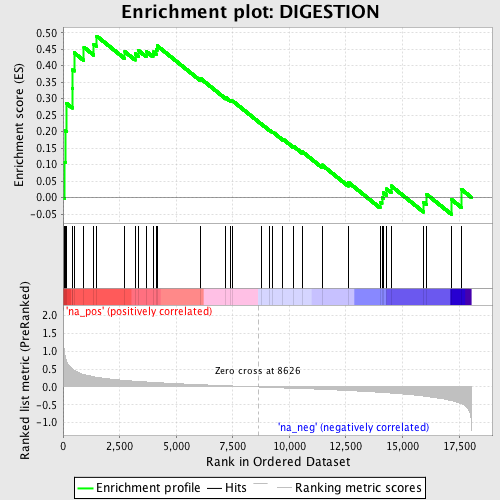 Enrichment plot: DIGESTION
Enrichment score (ES)
0.50
0.45
0.40
0.35
0.30
0.25
0.20
0.15
0.10
0.05
0.00
-0.05
'na_pos' (positively correlated)
Ranked list metric (PreRanked)
2.0
1.5
1.0
0.5
0.0
-0.5
-1.0
Zero cross at 8626
'na_neg' (negatively correlated)
0 2,500 5,000 7,500 10,000 12,500 15,000 17,500
Rank in Ordered Dataset
Enrichment profile Hits Ranking metric scores